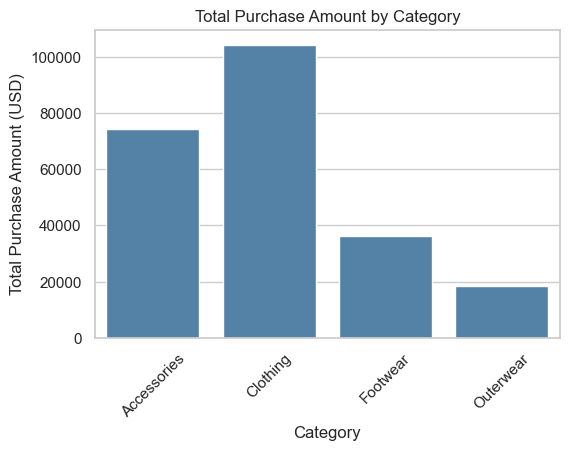 Total Purchase Amount by Category
Total Purchase Amount (USD)
100000
80000
60000
40000
20000
0
Accessories
Clothing
Footwear
Outerwear
Category